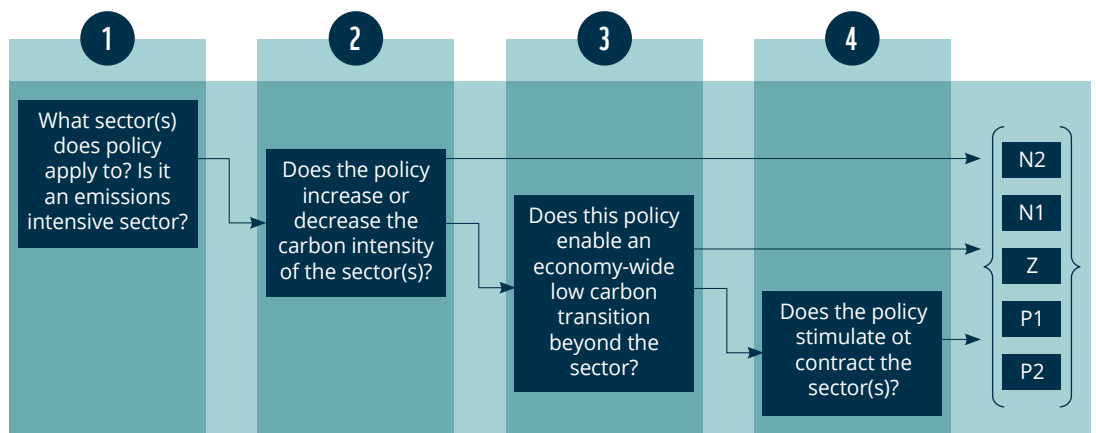 1
2
3
4
What sector(s)
does policy
apply to? Is it
an emissions
intensive sector?
Does the policy
increase or
decrease the
carbon intensity
of the sector(s)?
Does this policy
enable an
economy-wide
low carbon
transition
beyond the
sector?
Does the policy
stimulate ot
contract the
sector(s)?
N2
N1
Z
P1
P2